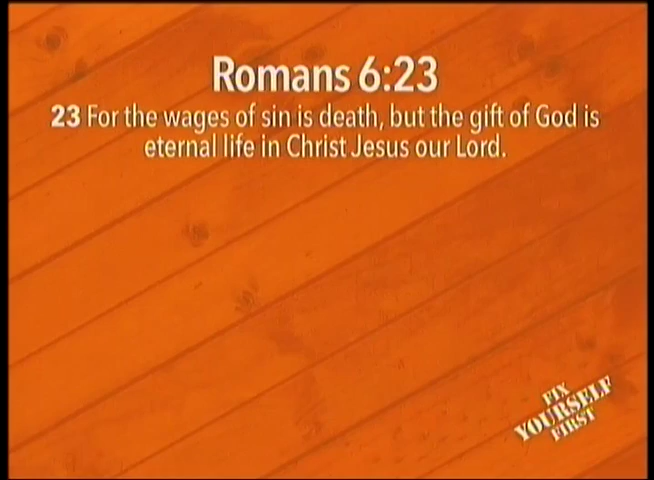 Romans 6:23
23 For the wages of sin is death, but the gift of God is
eternal life in Christ Jesus our Lord.
FIX
YOURSELF
FIRST